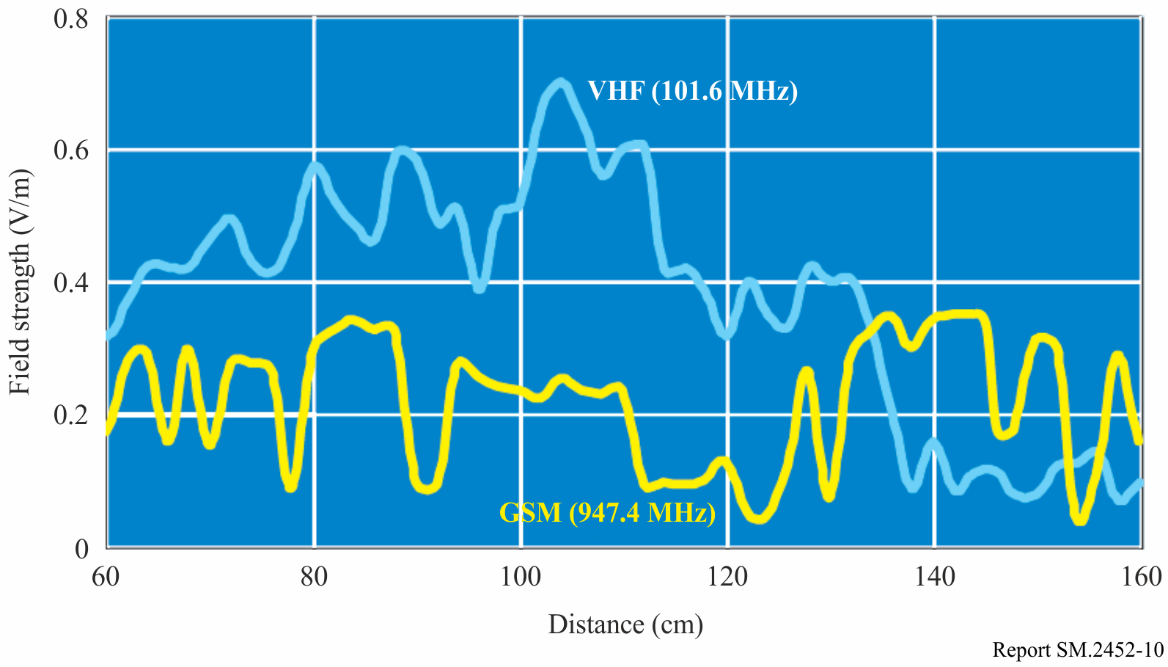 0.8
VHF (101.6 MHz)
0.6
Field strength (V/m)
0.4
0.2
GSM (947.4 MHz)
0
60 80 100 120 140 160
Distance (cm)
Report SM.2452-10